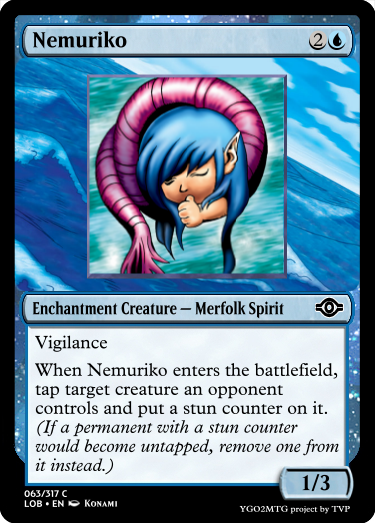 Nemuriko 2
Enchantment Creature — Merfolk Spirit
Vigilance
When Nemuriko enters the battlefield,
tap target creature an opponent
controls and put a stun counter on it.
(If a permanent with a stun counter
would become untapped, remove one from
it instead.)
1/3
063/317 C
LOB • EN Konami
YGO2MTG project by TVP